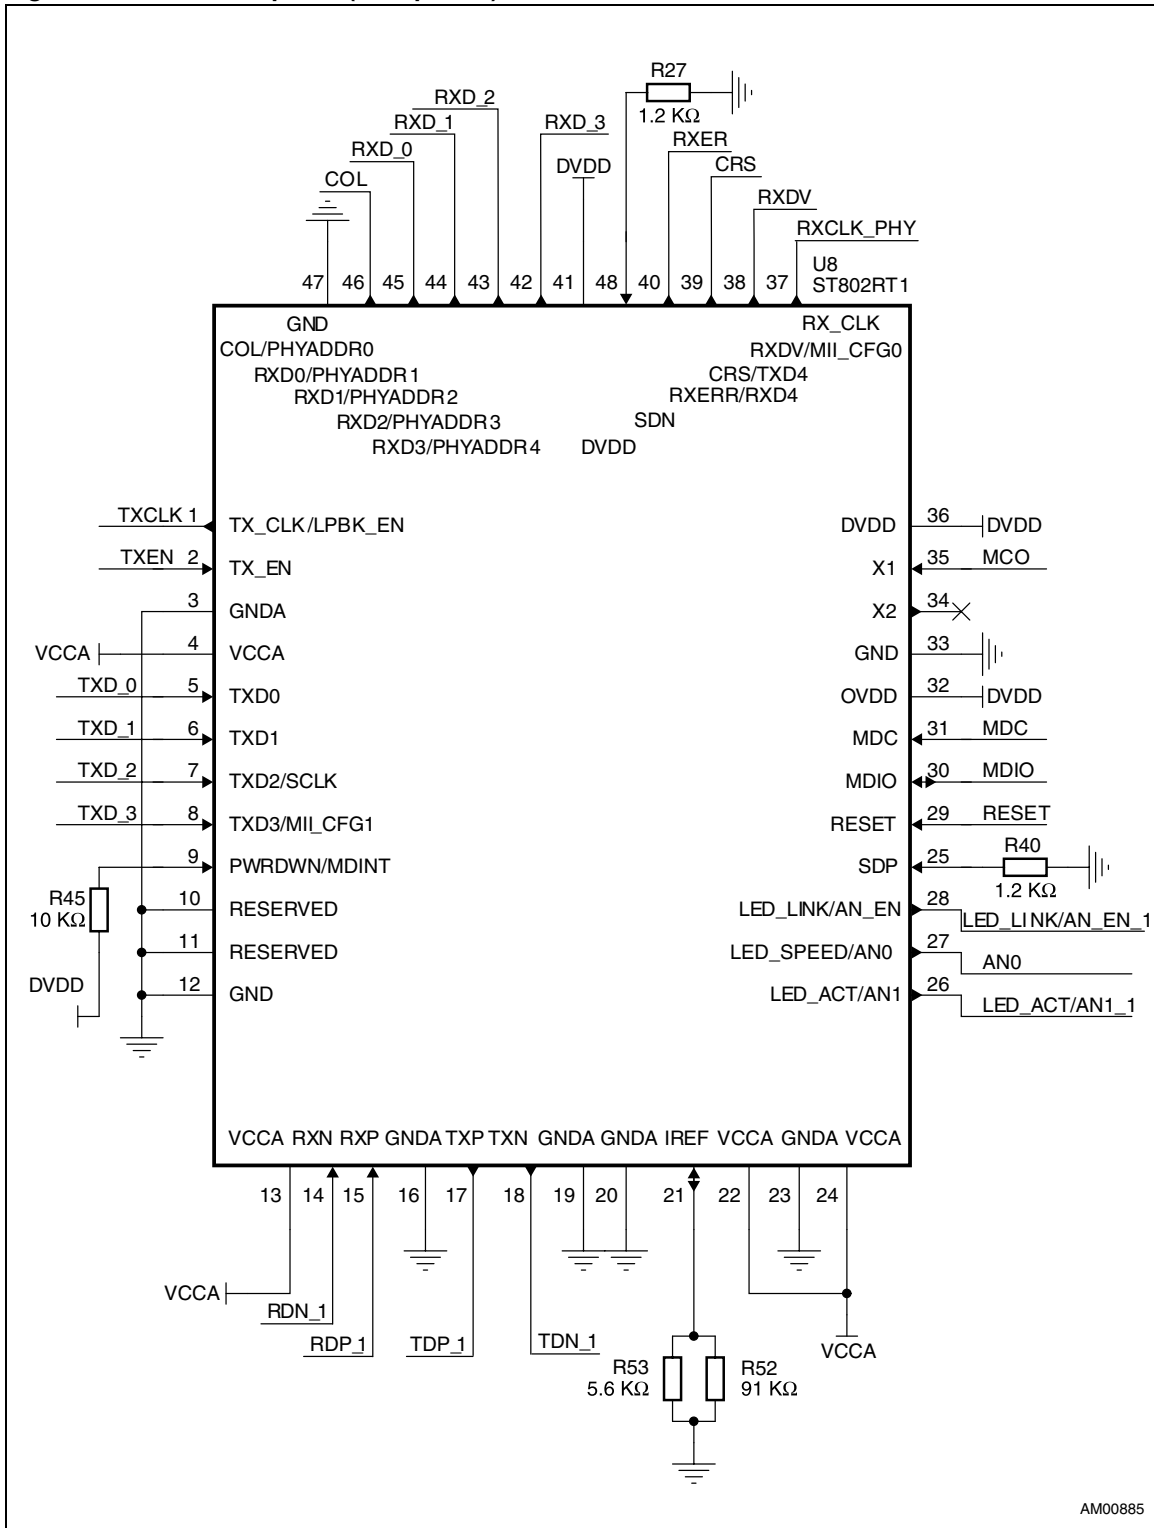 R27
1.2 KΩ
RXD_2
RXD_1
RXD_3
RXD_0
RXER
DVDD
CRS
COL
RXDV
RXCLK_PHY
U8
ST802RT1
47 46 45 44 43 42 41 48 40 39 38 37
GND
RX_CLK
COL/PHYADDR0
RXDV/MII_CFG0
RXD0/PHYADDR1
CRS/TXD4
RXD1/PHYADDR2
RXERR/RXD4
RXD2/PHYADDR3
SDN
RXD3/PHYADDR4
DVDD
TXCLK 1 TX_CLK/LPBK_EN
DVDD 36 DVDD
TXEN 2 TX_EN
X1 35 MCO
3 GNDA
X2 34
VCCA 4 VCCA
GND 33
TXD_0 5 TXD0
OVDD 32 DVDD
TXD_1 6 TXD1
MDC 31 MDC
TXD_2 7 TXD2/SCLK
MDIO 30 MDIO
TXD_3 8 TXD3/MII_CFG1
RESET 29 RESET
9 PWRDWN/MDINT
SDP 25 R40
1.2 KΩ
R45
10 KΩ
10 RESERVED
LED_LINK/AN_EN 28 LED_LINK/AN_EN_1
11 RESERVED
LED_SPEED/AN0 27 AN0
DVDD
12 GND
LED_ACT/AN1 26 LED_ACT/AN1_1
VCCA RXN RXP GNDA TXP TXN GNDA GNDA IREF VCCA GNDA VCCA
13 14 15 16 17 18 19 20 21 22 23 24
VCCA
RDN_1
RDP_1
TDP_1
TDN_1
VCCA
R53
5.6 KΩ
R52
91 KΩ
AM00885